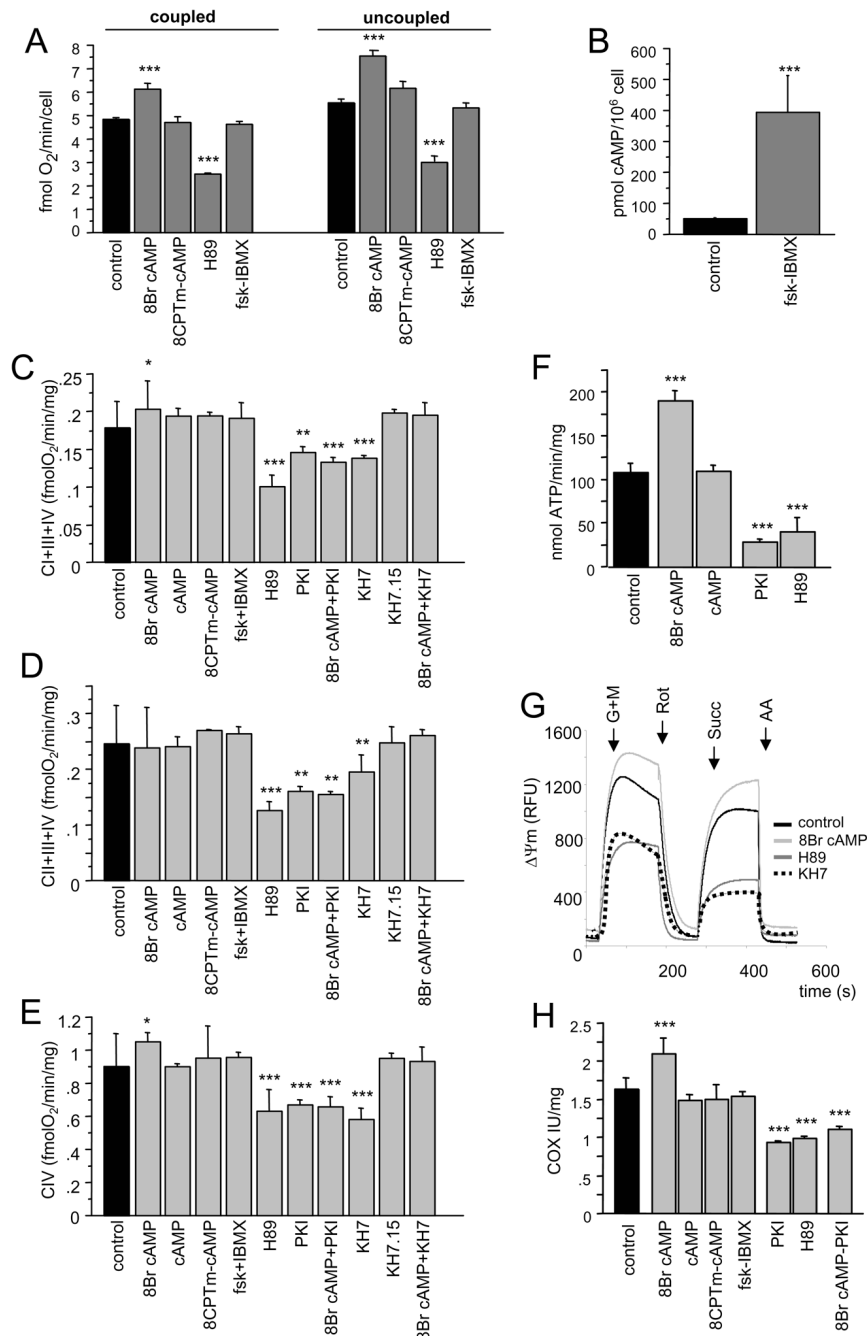 coupled
uncoupled
A
fmol O2/min/cell
8
7
6
5
4
3
2
1
0
***
***
***
***
control
8Br cAMP
8CPTm-cAMP
H89
fsk-IBMX
control
8Br cAMP
8CPTm-cAMP
H89
fsk-IBMX
B
pmol cAMP/10⁶ cell
600
500
400
300
200
100
50
0
***
control
fsk-IBMX
C
CI+III+IV (fmolO2/min/mg)
.25
.2
.15
.1
.05
0
*
***
**
***
***
control
8Br cAMP
cAMP
8CPTm-cAMP
fsk+IBMX
H89
PKI
8Br cAMP+PKI
KH7
KH7.15
8Br cAMP+KH7
F
nmol ATP/min/mg
200
150
100
50
25
0
***
***
***
control
8Br cAMP
cAMP
PKI
H89
D
CII+III+IV (fmolO2/min/mg)
.3
.2
.1
0
***
**
**
**
control
8Br cAMP
cAMP
8CPTm-cAMP
fsk+IBMX
H89
PKI
8Br cAMP+PKI
KH7
KH7.15
8Br cAMP+KH7
G
ΔΨm (RFU)
1600
1200
800
400
0
G+M
Rot
Succ
AA
control
8Br cAMP
H89
KH7
200
400
600
time (s)
E
CIV (fmolO2/min/mg)
1.2
1
.8
.6
.4
.2
0
*
***
***
***
***
control
8Br cAMP
cAMP
8CPTm-cAMP
fsk+IBMX
H89
PKI
8Br cAMP+PKI
KH7
KH7.15
8Br cAMP+KH7
H
COX IU/mg
2.5
2
1.5
1
.5
0
***
***
***
***
control
8Br cAMP
cAMP
8CPTm-cAMP
fsk-IBMX
PKI
H89
8Br cAMP-PKI